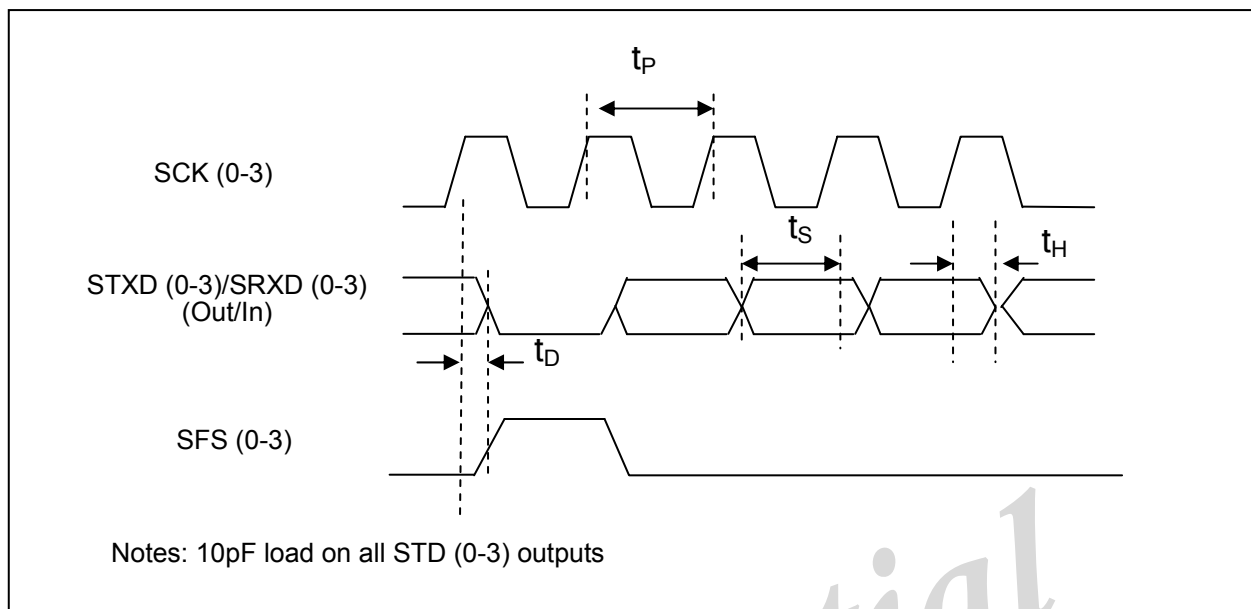 tP
SCK (0-3)
tS
tH
STXD (0-3)/SRXD (0-3)
(Out/In)
tD
SFS (0-3)
Notes: 10pF load on all STD (0-3) outputs
tial